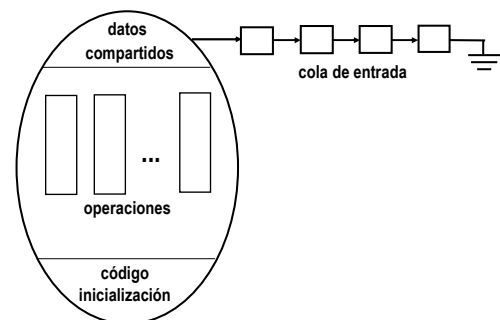 datos
compartidos
cola de entrada
...
operaciones
código
inicialización